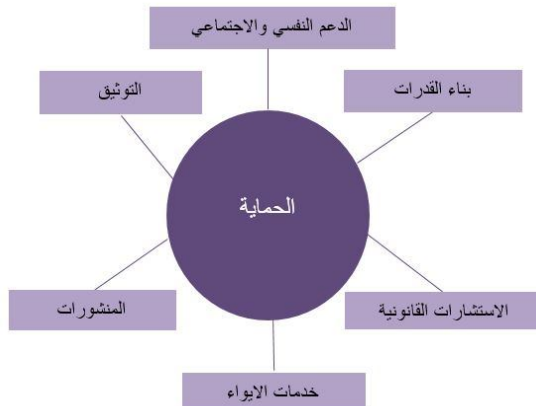 الدعم النفسي والاجتماعي
بناء القدرات
التوثيق
الحماية
الاستشارات القانونية
المنشورات
خدمات الايواء